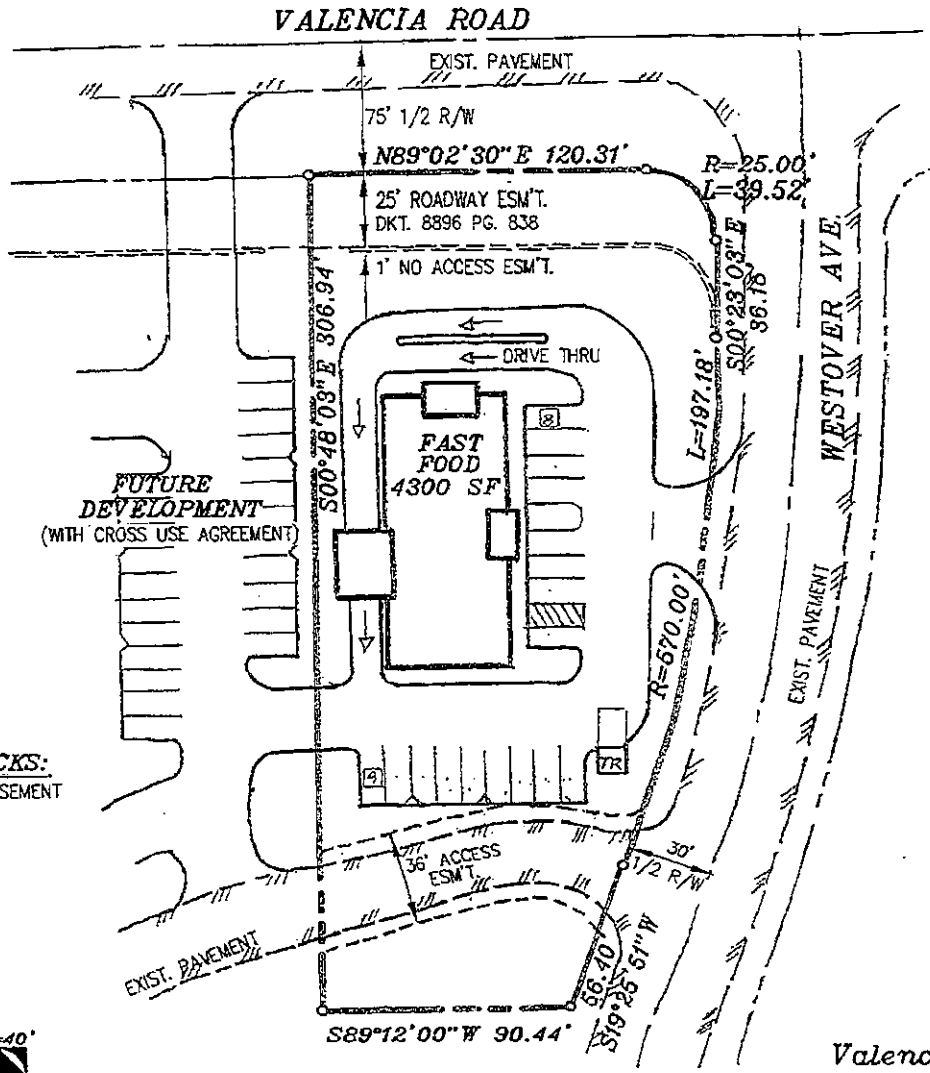 VALENCIA ROAD
EXIST. PAVEMENT
75' 1/2 R/W
N89°02'30"E 120.31'
R=25.00'
L=39.52'
25' ROADWAY ESM'T.
DKT. 8896 PG. 838
S00°23'03"E
36.18'
1' NO ACCESS ESM'T.
WESTOVER AVE.
S00°48'03"E 306.94'
DRIVE THRU
8
L=197.18'
FAST
FOOD
4300 SF
FUTURE
DEVELOPMENT
(WITH CROSS USE AGREEMENT)
R=670.00'
EXIST. PAVEMENT
CKS:
SEMENT
9
TR
36' ACCESS
ESM'T.
30'
1/2 R/W
EXIST. PAVEMENT
56.40'
S19°25'51"W
S89°12'00"W 90.44'
=40'
Valenc